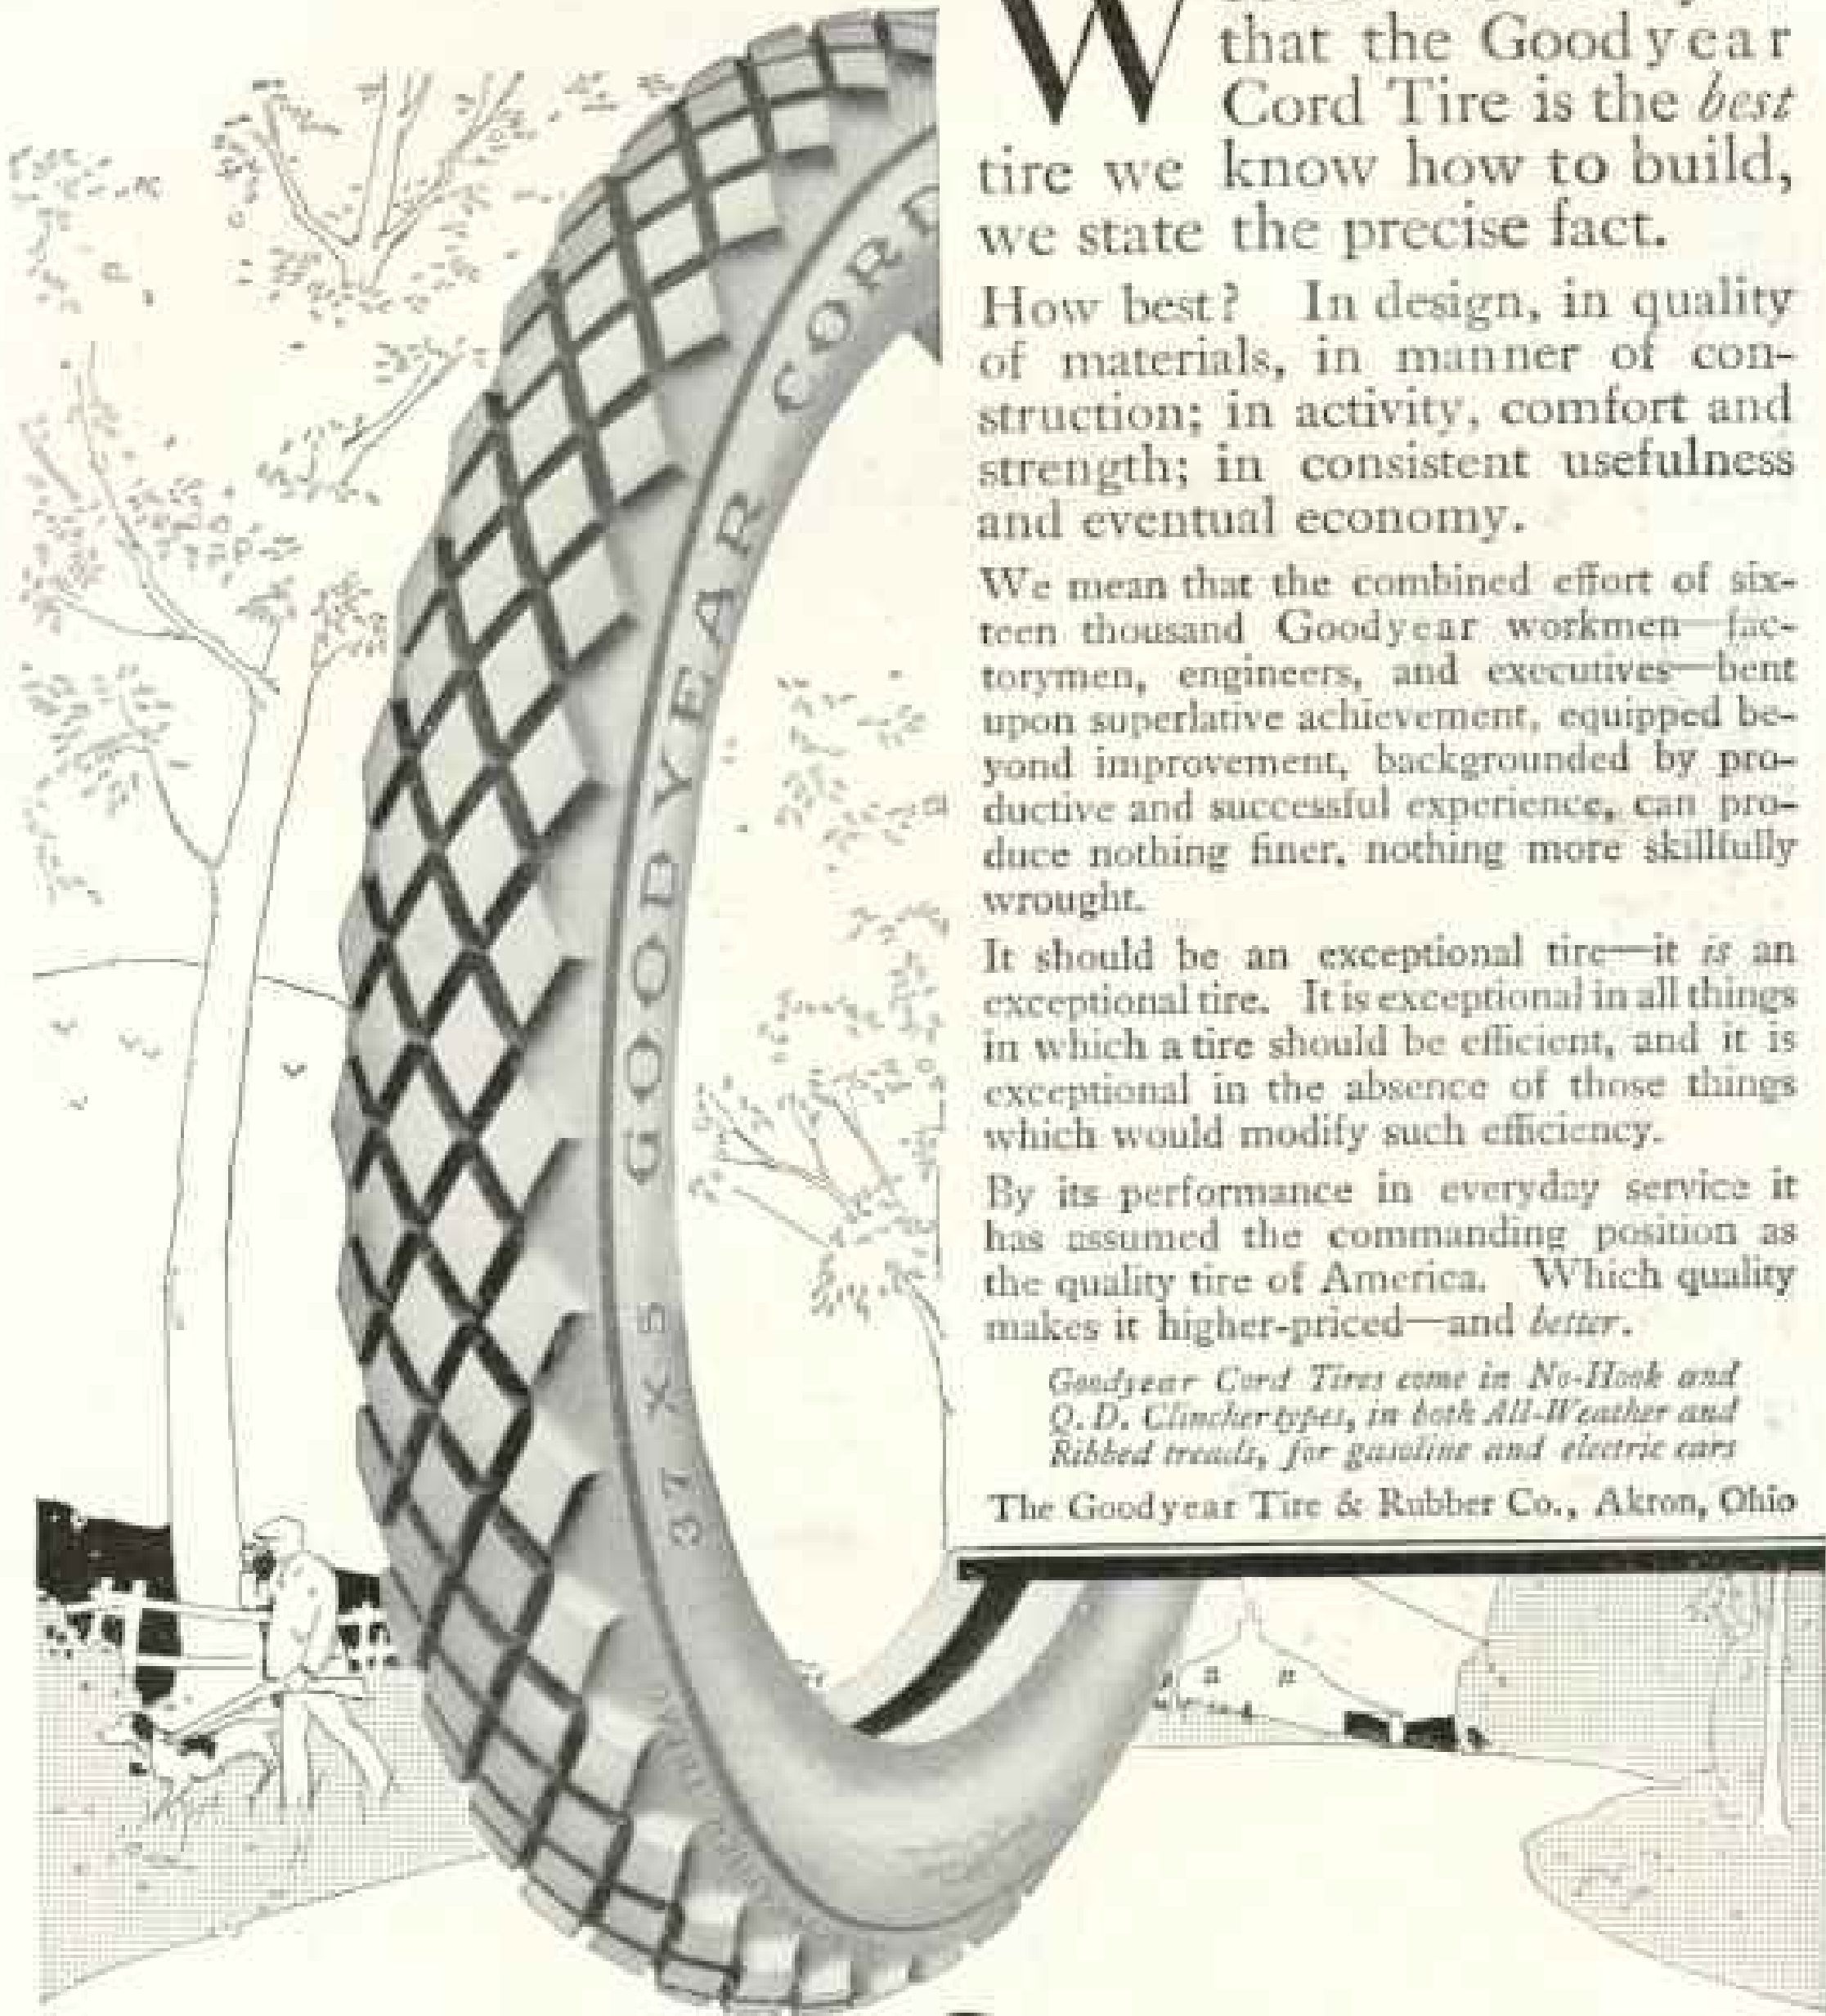 W
that the Goodyear
Cord Tire is the best
tire we know how to build,
we state the precise fact.
How best? In design, in quality
of materials, in manner of con-
struction; in activity, comfort and
strength; in consistent usefulness
and eventual economy.
We mean that the combined effort of six-
teen thousand Goodyear workmen—fac-
torymen, engineers, and executives—bent
upon superlative achievement, equipped be-
yond improvement, backgrounded by pro-
ductive and successful experience, can pro-
duce nothing finer, nothing more skillfully
wrought.
It should be an exceptional tire—it is an
exceptional tire. It is exceptional in all things
in which a tire should be efficient, and it is
exceptional in the absence of those things
which would modify such efficiency.
By its performance in everyday service it
has assumed the commanding position as
the quality tire of America. Which quality
makes it higher-priced—and better.
Goodyear Cord Tires come in No-Hook and
Q.D. Clincher types, in both All-Weather and
Ribbed treads, for gasoline and electric cars
The Goodyear Tire & Rubber Co., Akron, Ohio
37 X 5 GOODYEAR CORD